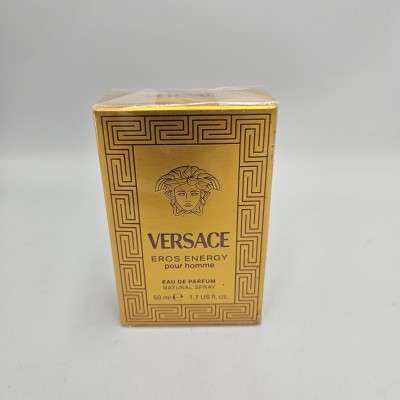 VERSACE
EROS ENERGY
pour homme
EAU DE PARFUM
NATURAL SPRAY
50 ml ℮ 1.7 US fl. oz.